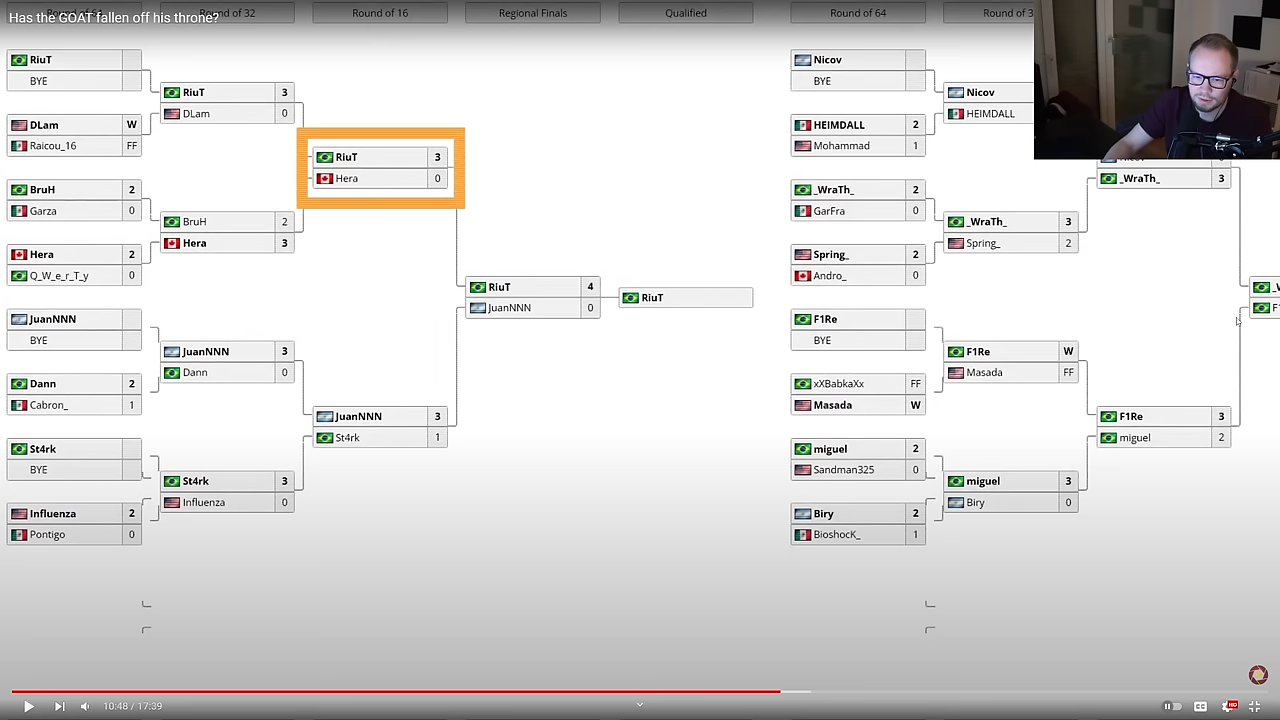 Has the GOAT fallen off his throne?
Round of 32
Round of 16
Regional Finals
Qualified
RiuT
BYE
DLam W
Raicou_16 FF
BruH 2
Garza 0
Hera 2
Q_W_e_r_T_y 0
JuanNNN
BYE
Dann 2
Cabron_ 1
St4rk
BYE
Influenza 2
Pontigo 0
RiuT 3
DLam 0
BruH 2
Hera 3
JuanNNN 3
Dann 0
St4rk 3
Influenza 0
RiuT 3
Hera 0
JuanNNN 3
St4rk 1
RiuT 4
JuanNNN 0
RiuT
Round of 64
Round of 3
Nicov
BYE
HEIMDALL 2
Mohammad 1
_WraTh_ 2
GarFra 0
Spring_ 2
Andro_ 0
F1Re
BYE
xXBabkaXx FF
Masada W
miguel 2
Sandman325 0
Biry 2
BioshocK_ 1
Nicov
HEIMDALL
_WraTh_ 3
Spring_ 2
F1Re W
Masada FF
miguel 3
Biry 0
_WraTh_ 3
F1Re 3
miguel 2
10:48 / 17:39
CC
HD